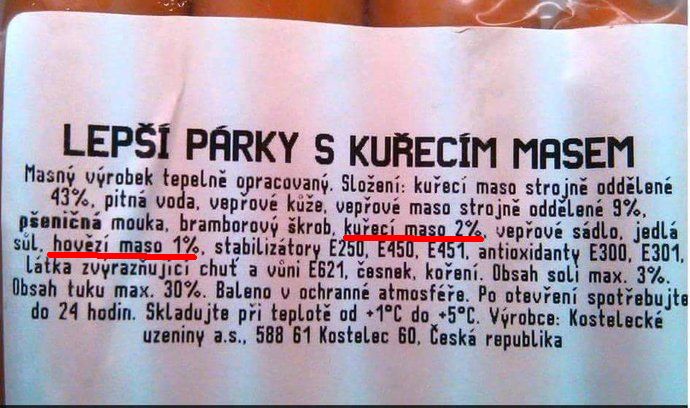 LEPŠÍ PÁRKY S KUŘECÍM MASEM
Masný výrobek tepelně opracovaný. Složení: kuřecí maso strojně oddělené
43%, pitná voda, vepřové kůže, vepřové maso strojně oddělené 9%,
pšeničná mouka, bramborový škrob, kuřecí maso 2%, vepřové sádlo, jedlá
sůl, hovězí maso 1%, stabilizátory E250, E450, E451, antioxidanty E300, E301,
látka zvýrazňující chuť a vůni E621, česnek, koření. Obsah soli max. 3%.
Obsah tuku max. 30%. Baleno v ochranné atmosféře. Po otevření spotřebujte
do 24 hodin. Skladujte při teplotě od +1°C do +5°C. Výrobce: Kostelecké
uzeniny a.s., 588 61 Kostelec 60, Česká republika